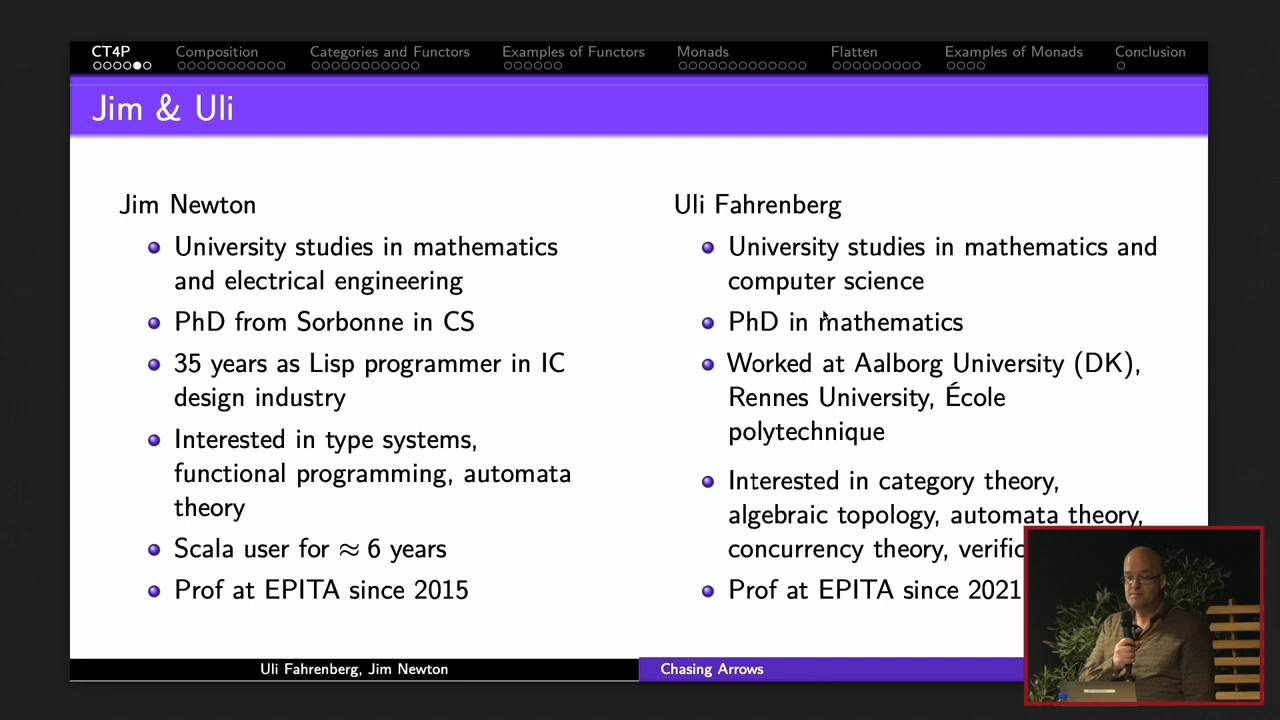 CT4P Composition Categories and Functors Examples of Functors Monads Flatten Examples of Monads Conclusion
Jim & Uli
Jim Newton
University studies in mathematics
and electrical engineering
PhD from Sorbonne in CS
35 years as Lisp programmer in IC
design industry
Interested in type systems,
functional programming, automata
theory
Scala user for ≈ 6 years
Prof at EPITA since 2015
Uli Fahrenberg
University studies in mathematics and
computer science
PhD in mathematics
Worked at Aalborg University (DK),
Rennes University, École
polytechnique
Interested in category theory,
algebraic topology, automata theory,
concurrency theory,
Prof at EPITA since 2021
Uli Fahrenberg, Jim Newton
Chasing Arrows